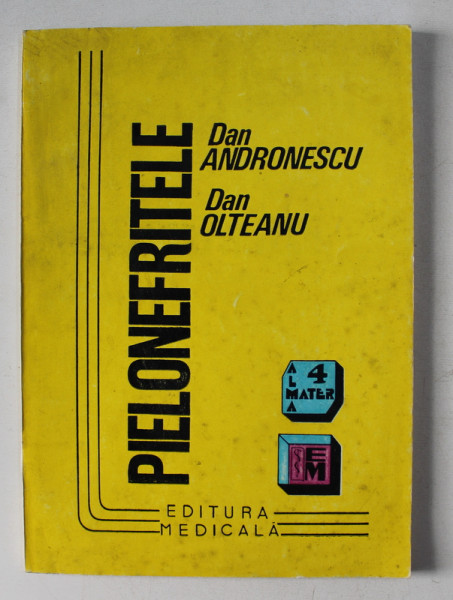 PIELONEFRITELE
Dan
ANDRONESCU
Dan
OLTEANU
ALMA
4
MATER
EM
EDITURA
MEDICALĂ